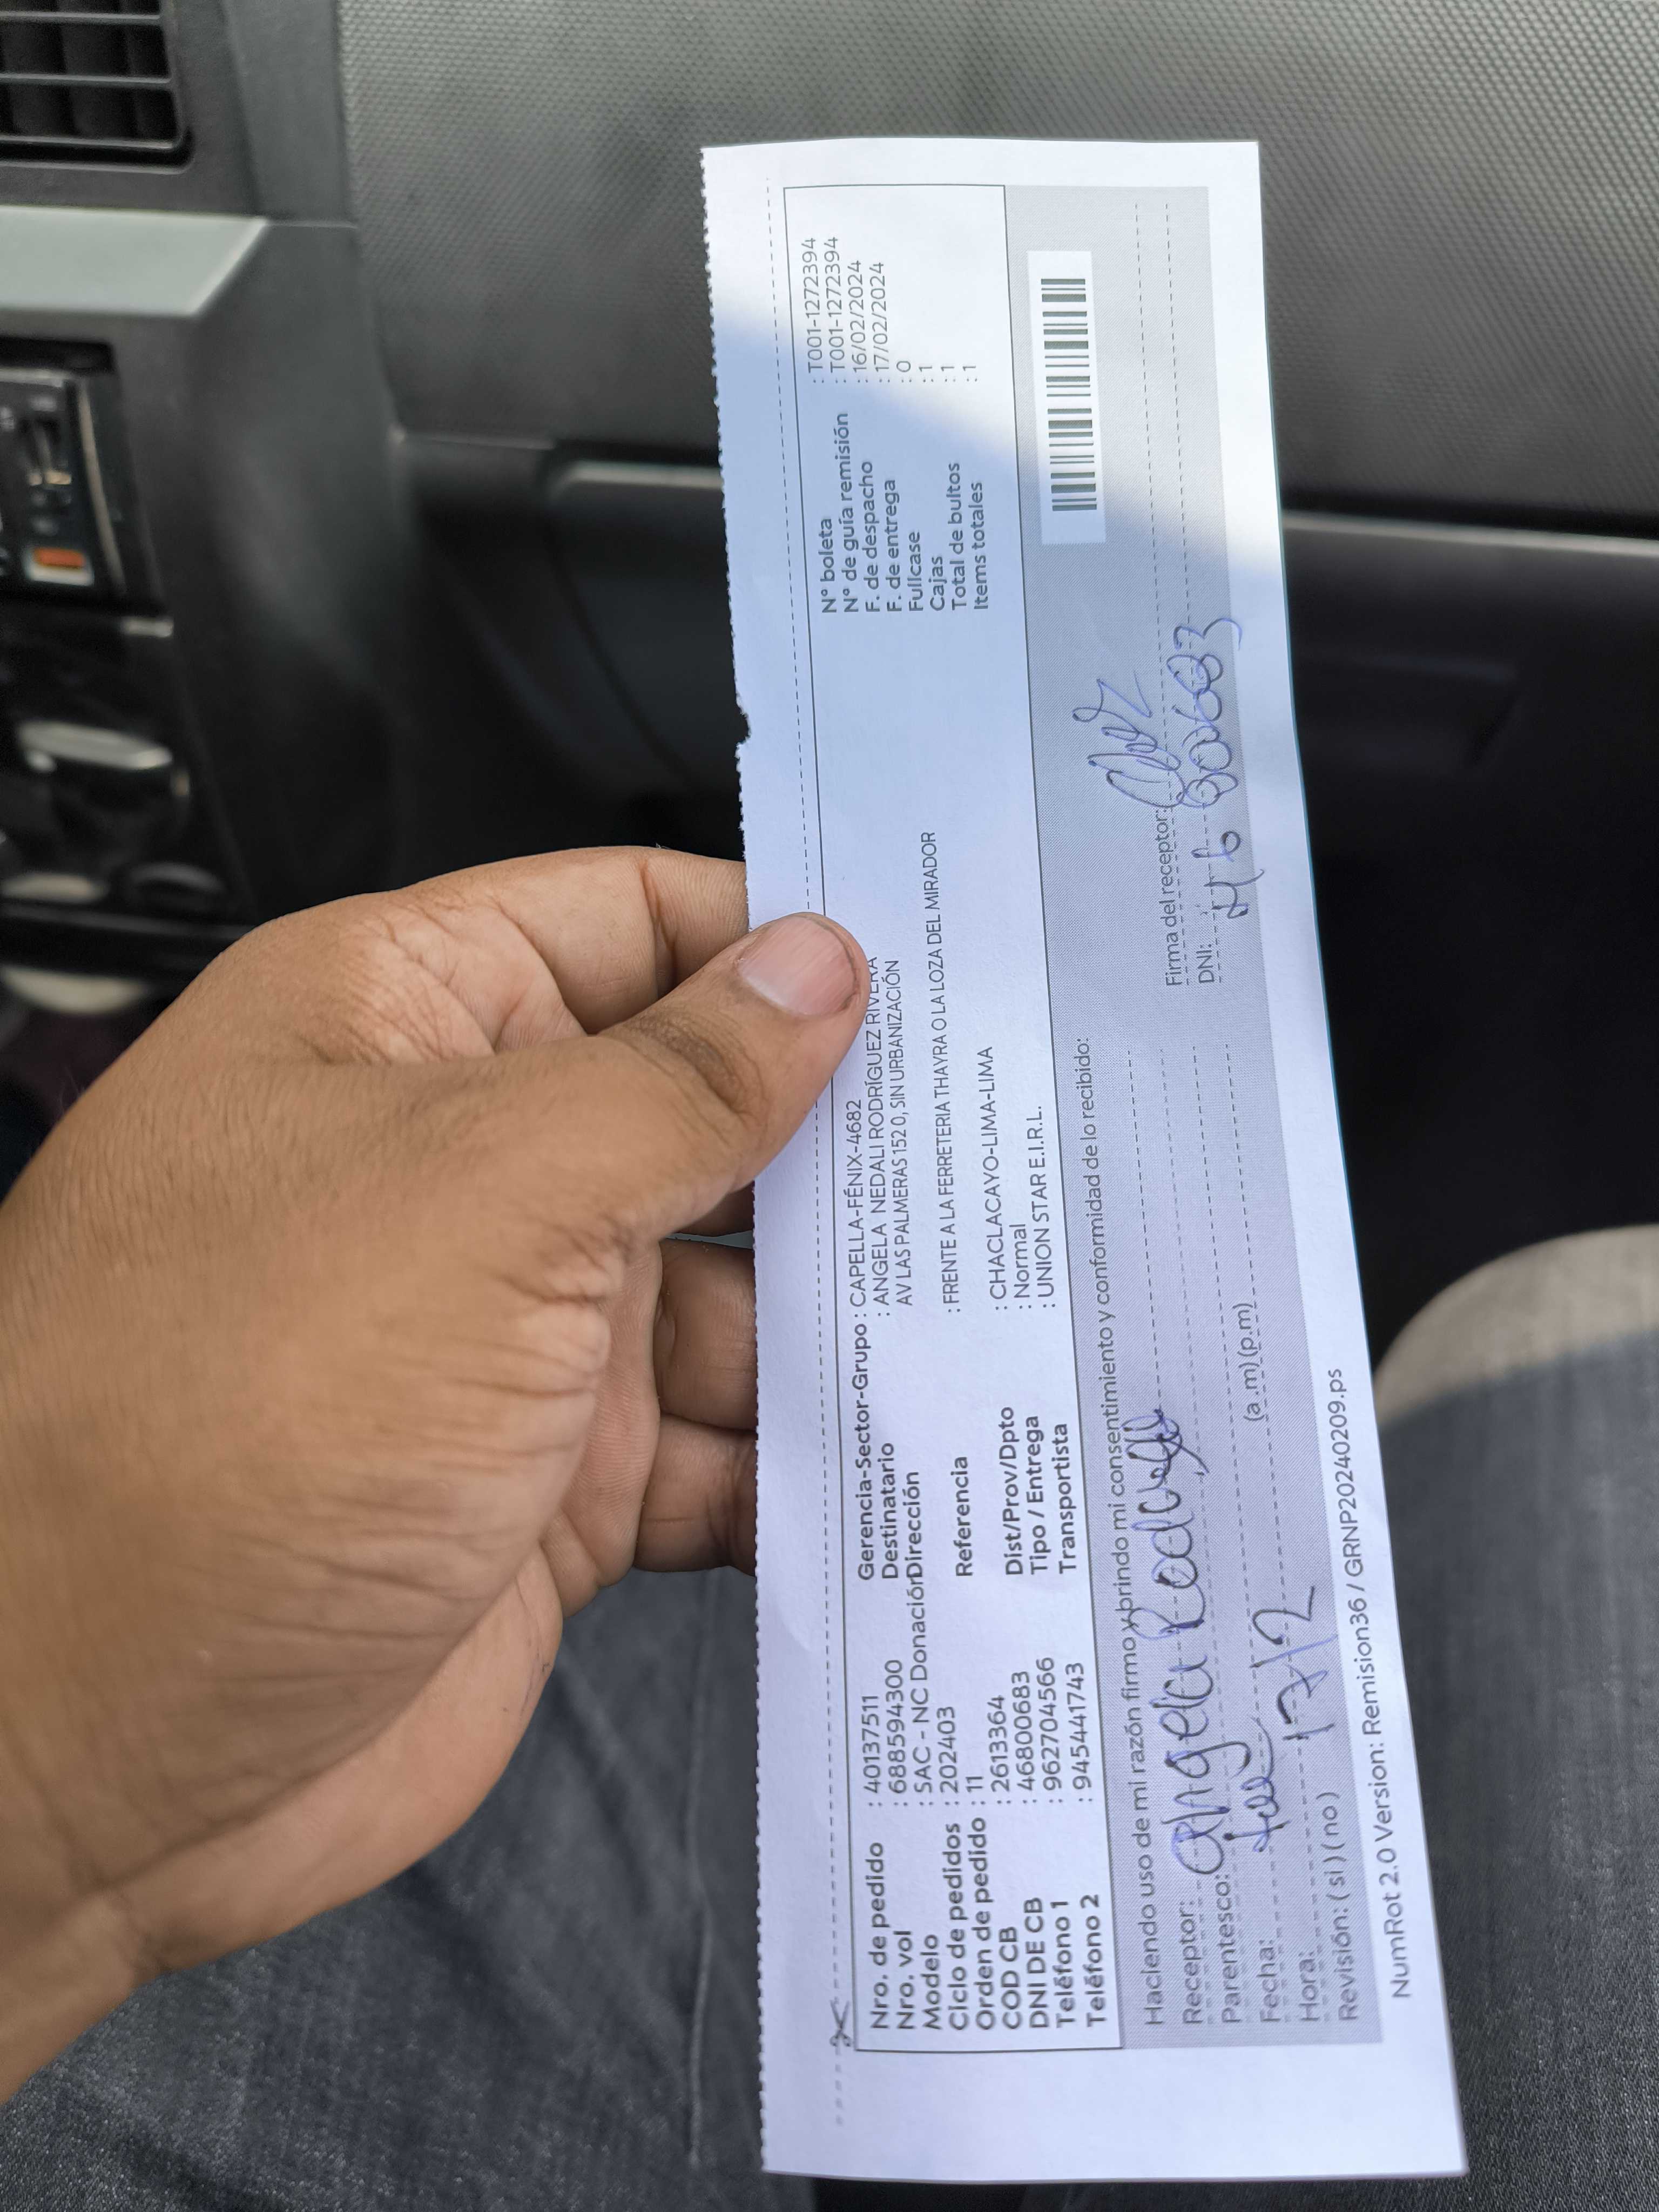 Nro. de pedido : 40137511
Nro. vol : 688594300
Modelo : SAC - NC Donación
Ciclo de pedidos : 202403
Orden de pedido : 11
COD CB : 2613364
DNI DE CB : 46800683
Teléfono 1 : 962704566
Teléfono 2 : 945441743
Gerencia-Sector-Grupo : CAPELLA-FÉNIX-4682
Destinatario : ANGELA NEDALI RODRÍGUEZ RIVERA
Dirección AV LAS PALMERAS 152 0, SIN URBANIZACIÓN
Referencia : FRENTE A LA FERRETERIA THAYRA O LA LOZA DEL MIRADOR
Dist/Prov/Dpto : CHACLACAYO-LIMA-LIMA
Tipo / Entrega : Normal
Transportista : UNION STAR E.I.R.L.
N° boleta : T001-1272394
N° de guía remisión : T001-1272394
F. de despacho : 16/02/2024
F. de entrega : 17/02/2024
Fullcase : 0
Cajas : 1
Total de bultos : 1
Items totales : 1
Haciendo uso de mi razón firmo y brindo mi consentimiento y conformidad de lo recibido:
Receptor: Angela Rodriguez
Parentesco:
Fecha: 17/2
Hora: (a.m)(p.m)
Revisión: ( si ) ( no )
Firma del receptor:
DNI: 46800683
NumRot 2.0 Version: Remision36 / GRNP20240209.ps